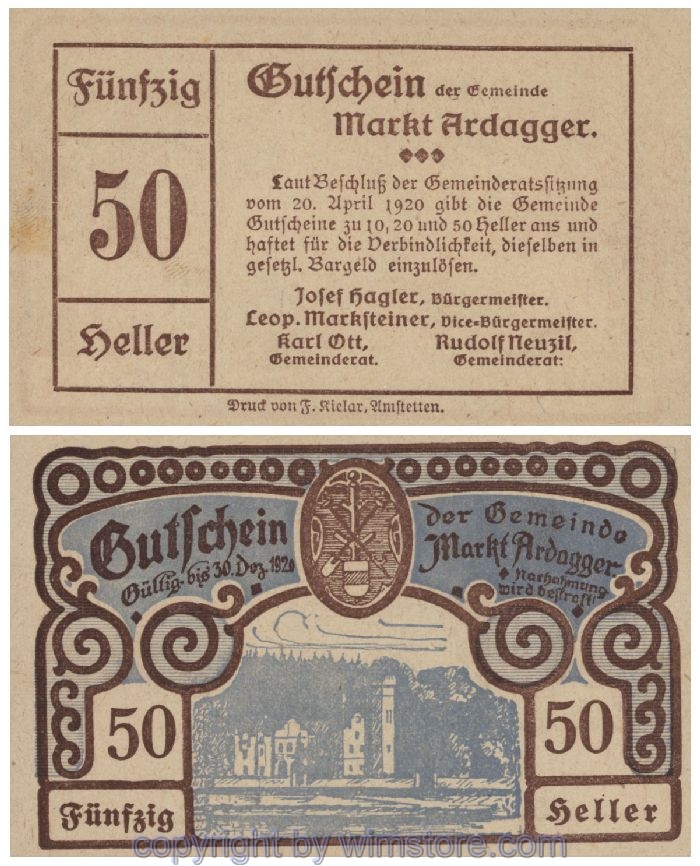 Fünfzig
50
Heller
Gutschein der Gemeinde
Markt Ardagger.
Laut Beschluß der Gemeinderatssitzung
vom 20. April 1920 gibt die Gemeinde
Gutscheine zu 10, 20 und 50 Heller aus und
haftet für die Verbindlichkeit, dieselben in
gesetzl. Bargeld einzulösen.
Josef Hagler, Bürgermeister.
Leop. Marksteiner, Vice-Bürgermeister.
Karl Ott, Rudolf Neuzil,
Gemeinderat. Gemeinderat:
Druck von F. Kielar, Amstetten.
Gutschein
Gültig bis 30. Dez. 1920
der Gemeinde
Markt Ardagger.
Nachahmung
wird bestraft!
50
50
Fünfzig
Heller
copyright by wimstore.com